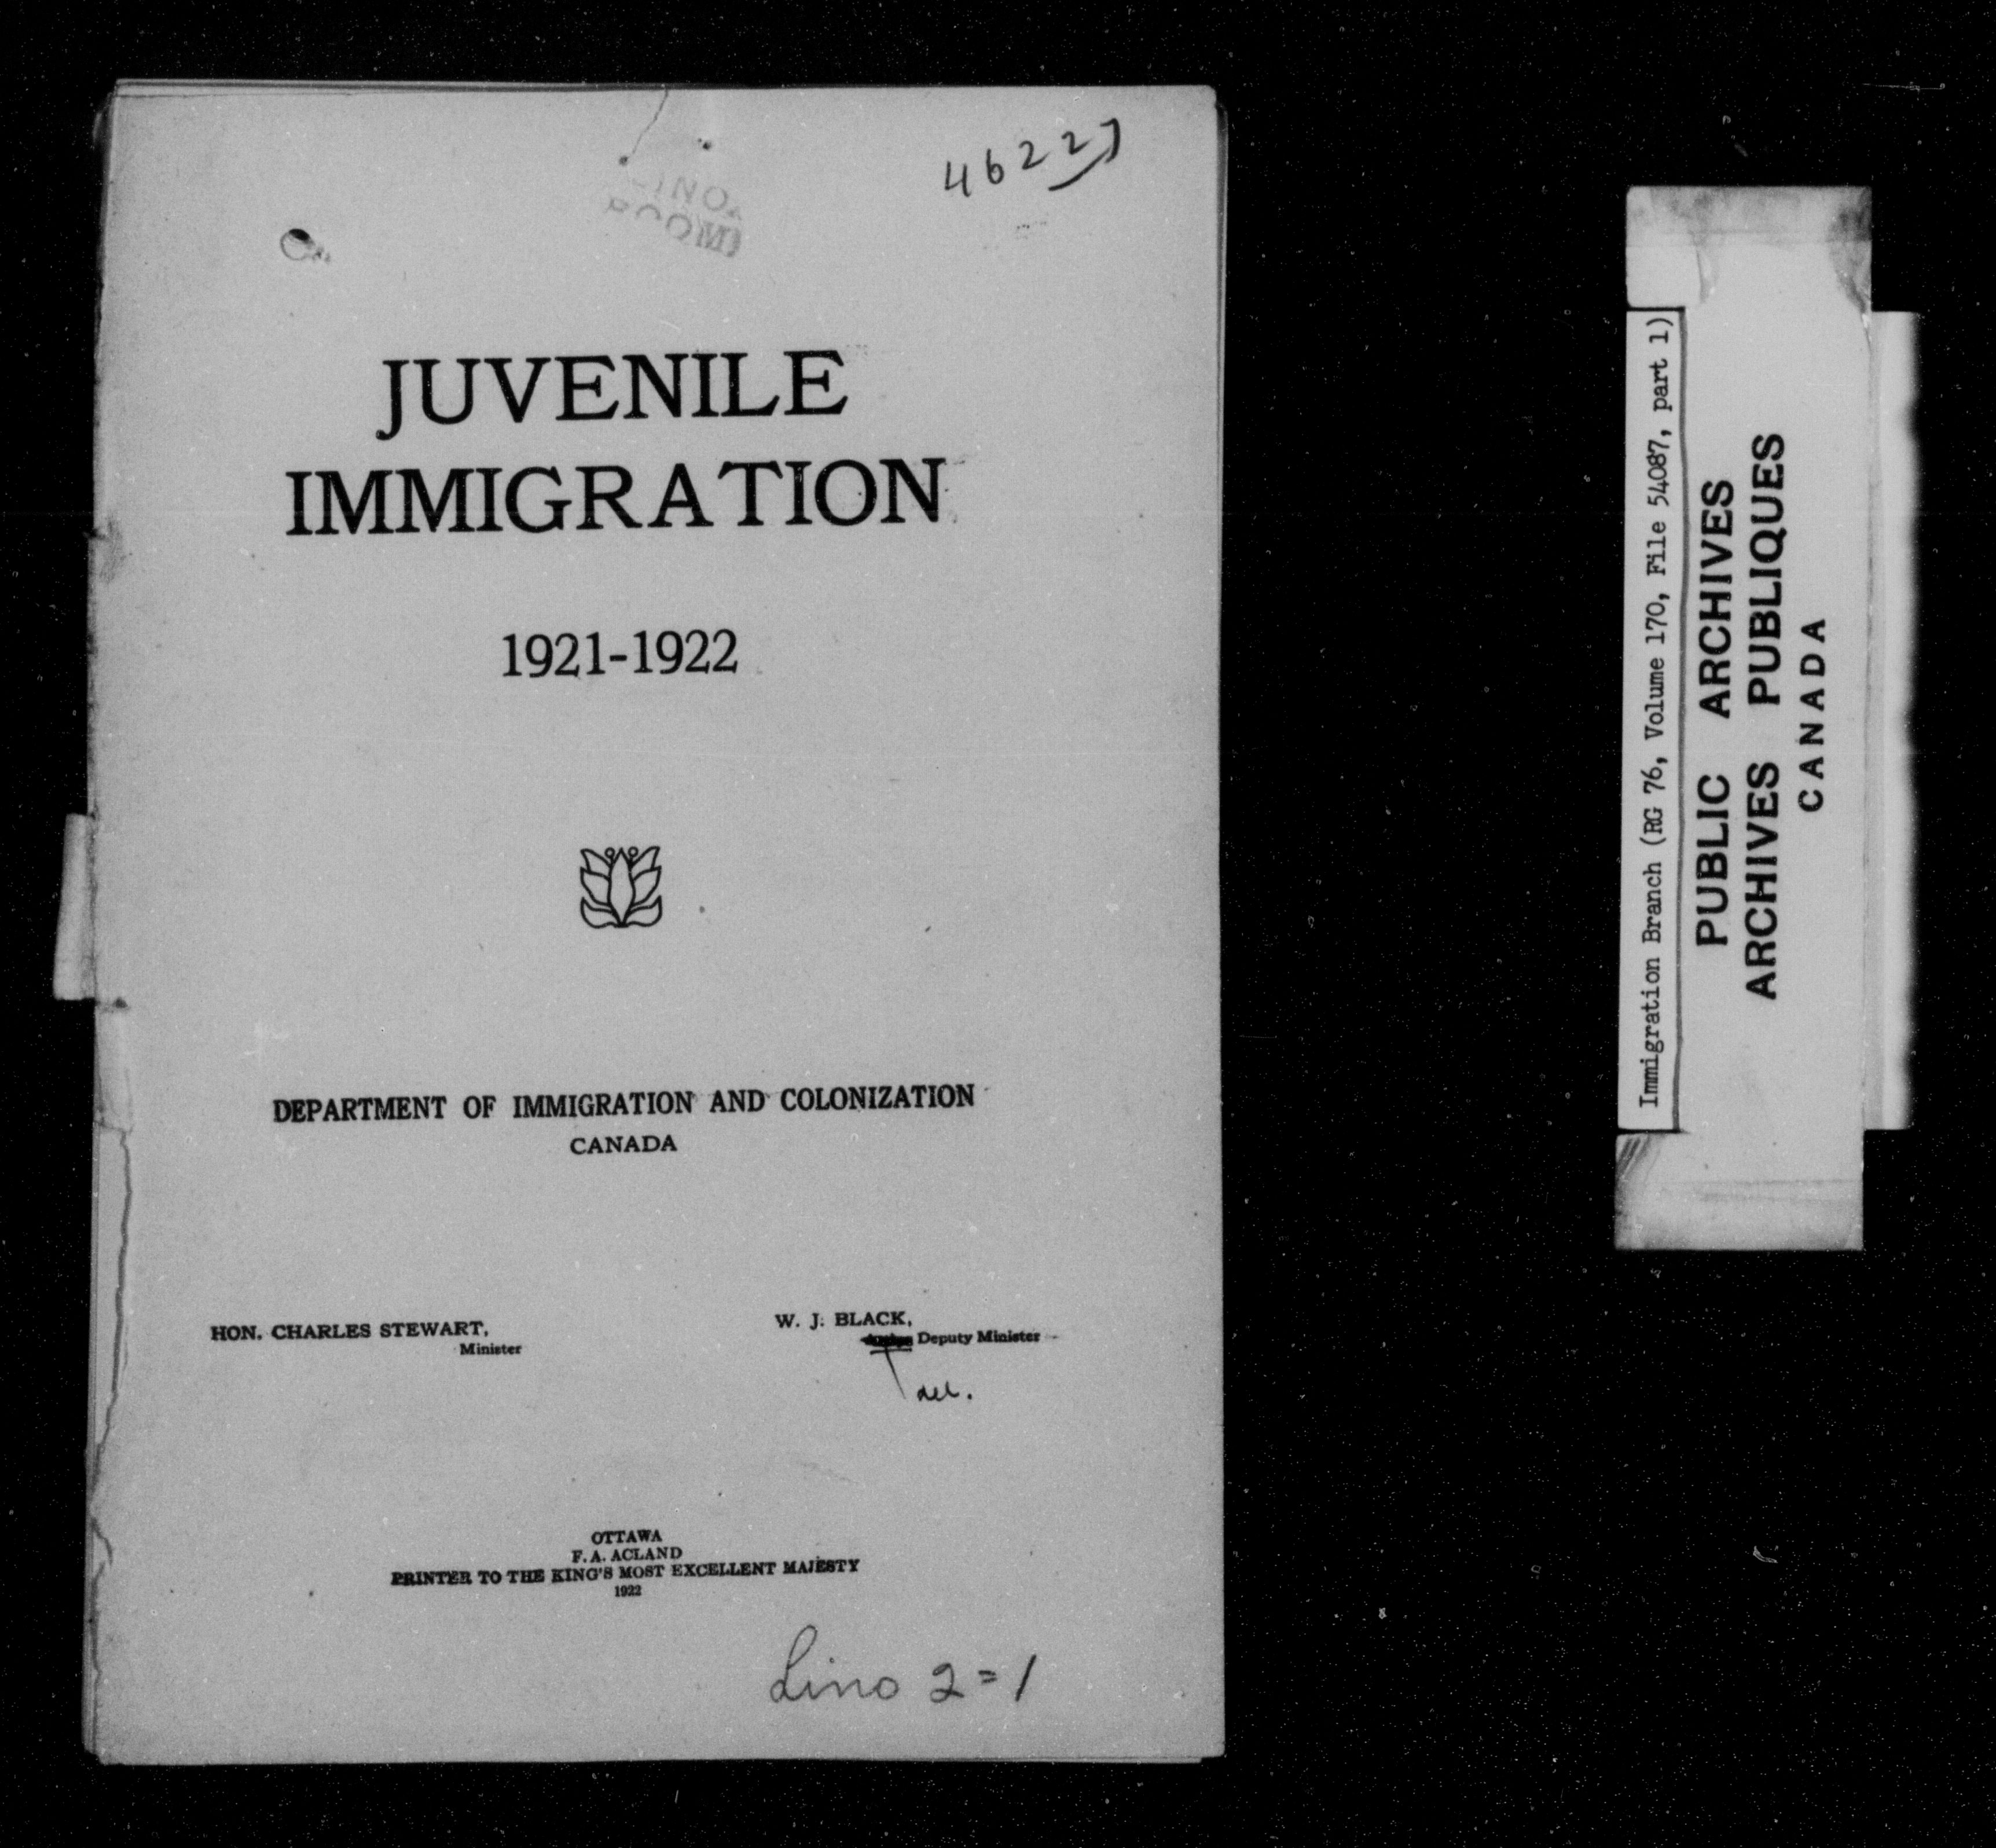 JUVENILE
IMMIGRATION
1921-1922
DEPARTMENT OF IMMIGRATION AND COLONIZATION
CANADA
HON. CHARLES STEWART,
Minister
W. J. BLACK,
Deputy Minister
del.
OTTAWA
F. A. ACLAND
PRINTER TO THE KING'S MOST EXCELLENT MAJESTY
1922
Lino 2=1
Immigration Branch (RG 76, Volume 170, File 54087, part 1)
PUBLIC ARCHIVES
ARCHIVES PUBLIQUES
CANADA